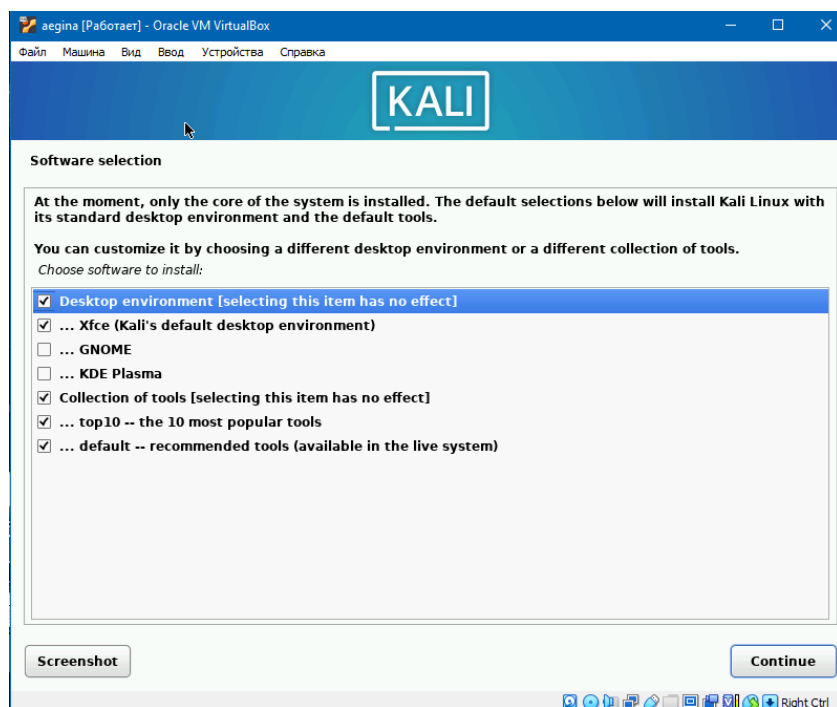 aegina [Работает] - Oracle VM VirtualBox
Файл Машина Вид Ввод Устройства Справка
KALI
Software selection
At the moment, only the core of the system is installed. The default selections below will install Kali Linux with
its standard desktop environment and the default tools.
You can customize it by choosing a different desktop environment or a different collection of tools.
Choose software to install:
Desktop environment [selecting this item has no effect]
... Xfce (Kali's default desktop environment)
... GNOME
... KDE Plasma
Collection of tools [selecting this item has no effect]
... top10 -- the 10 most popular tools
... default -- recommended tools (available in the live system)
Screenshot Continue
Right Ctrl